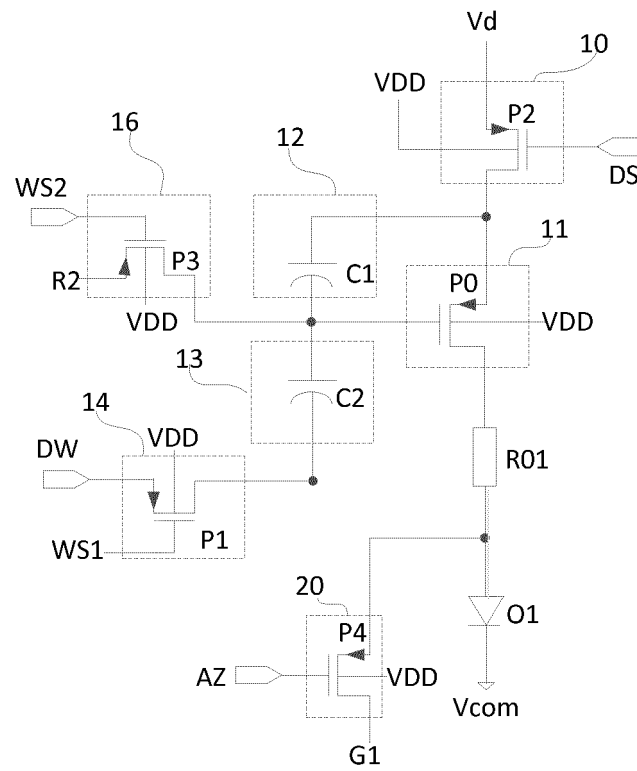 Vd
10
VDD
P2
16
12
WS2
DS
11
C1
P3
P0
R2
VDD
VDD
13
C2
14
VDD
DW
R01
P1
WS1
20
P4
O1
AZ
VDD
Vcom
G1